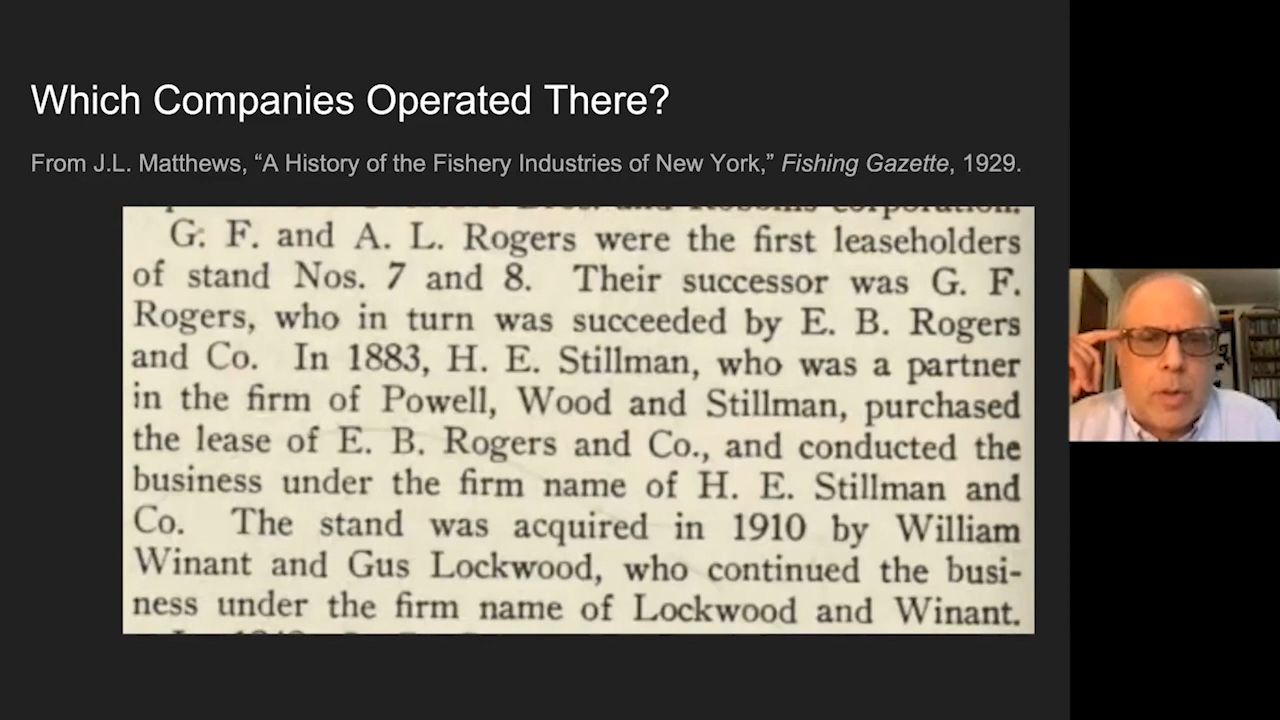 Which Companies Operated There?
From J.L. Matthews, “A History of the Fishery Industries of New York,” Fishing Gazette, 1929.
G. F. and A. L. Rogers were the first leaseholders
of stand Nos. 7 and 8. Their successor was G. F.
Rogers, who in turn was succeeded by E. B. Rogers
and Co. In 1883, H. E. Stillman, who was a partner
in the firm of Powell, Wood and Stillman, purchased
the lease of E. B. Rogers and Co., and conducted the
business under the firm name of H. E. Stillman and
Co. The stand was acquired in 1910 by William
Winant and Gus Lockwood, who continued the busi-
ness under the firm name of Lockwood and Winant.